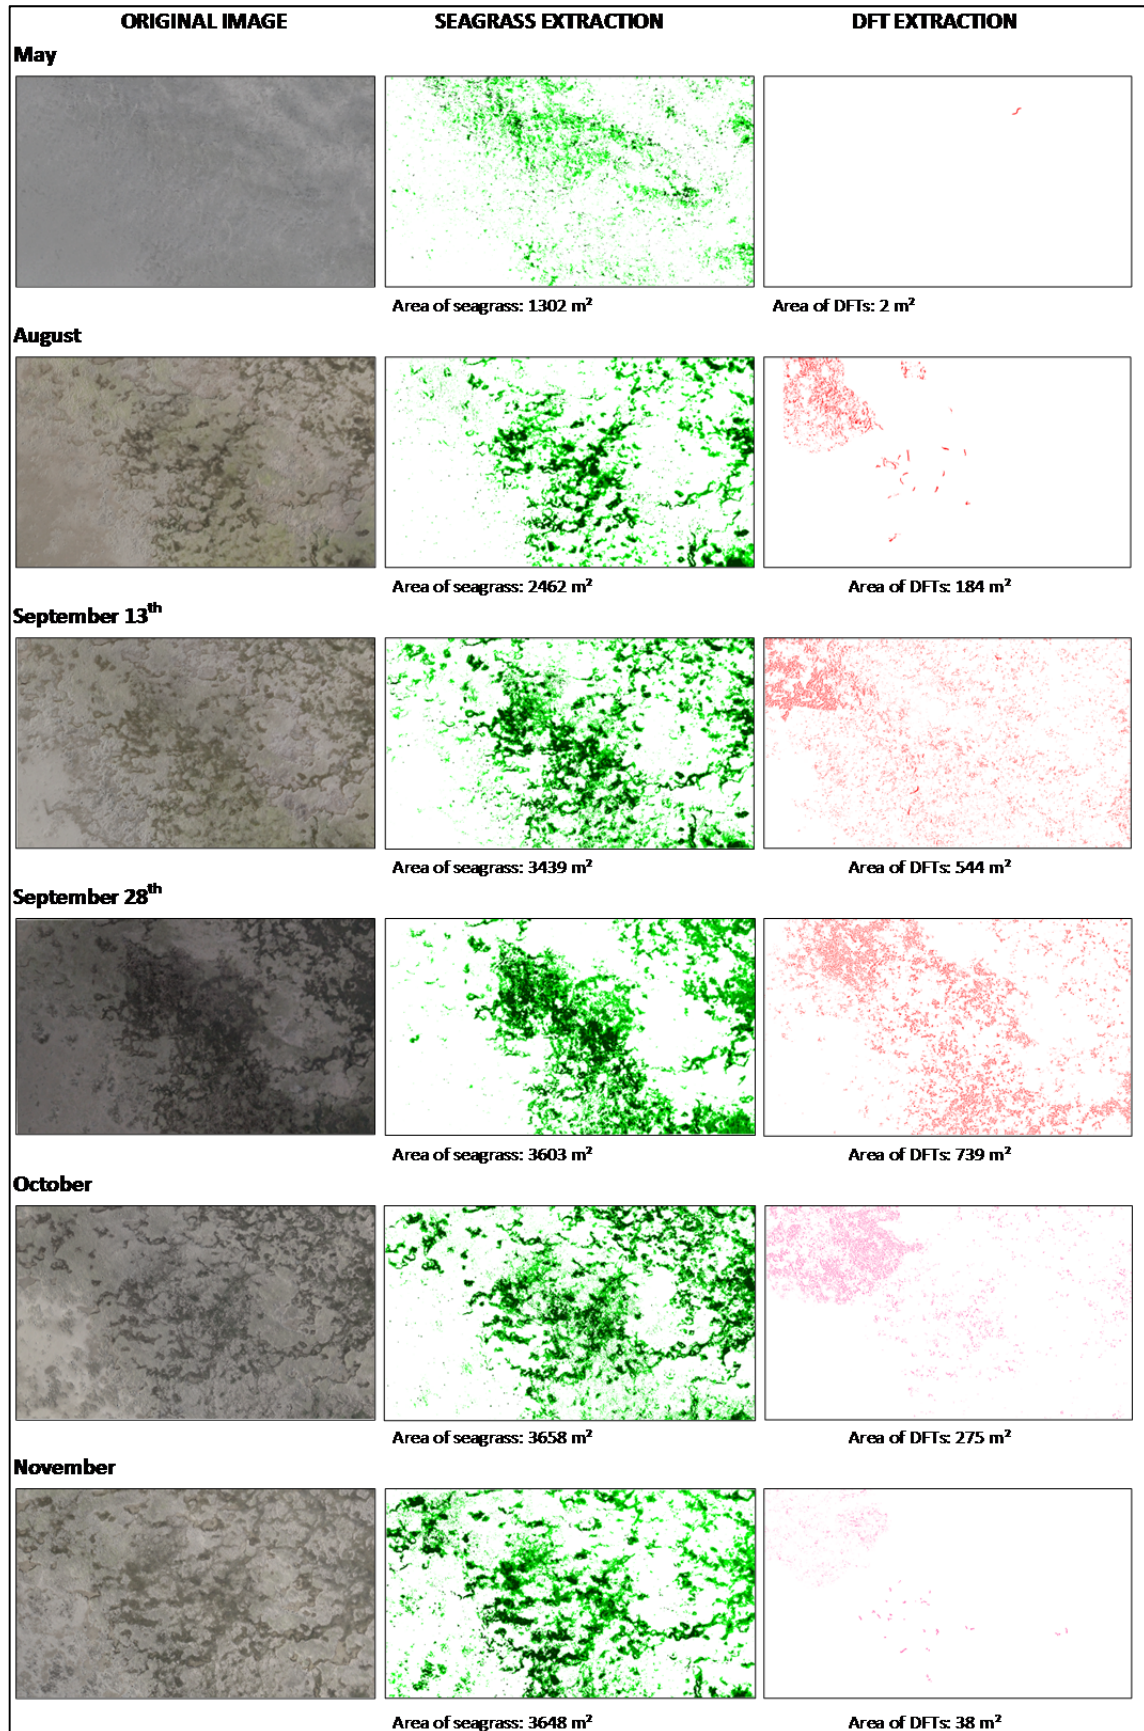 ORIGINAL IMAGE SEAGRASS EXTRACTION DFT EXTRACTION
May
Area of seagrass: 1302 m² Area of DFTs: 2 m²
August
Area of seagrass: 2462 m² Area of DFTs: 184 m²
September 13th
Area of seagrass: 3439 m² Area of DFTs: 544 m²
September 28th
Area of seagrass: 3603 m² Area of DFTs: 739 m²
October
Area of seagrass: 3658 m² Area of DFTs: 275 m²
November
Area of seagrass: 3648 m² Area of DFTs: 38 m²